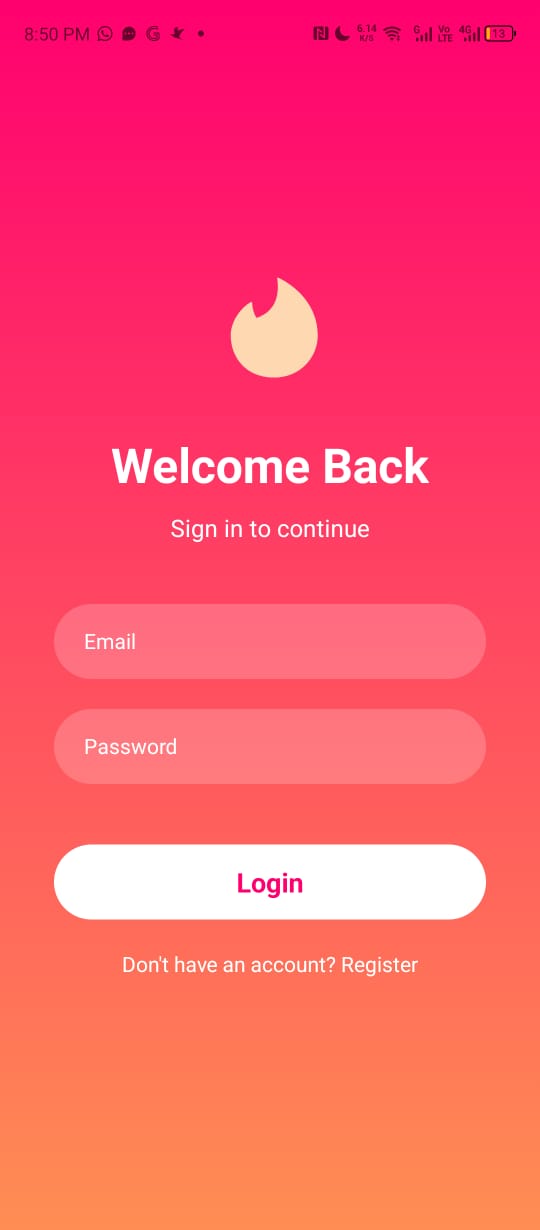 8:50 PM
6.14 K/S G Vo LTE 4G 13
Welcome Back
Sign in to continue
Email
Password
Login
Don't have an account? Register